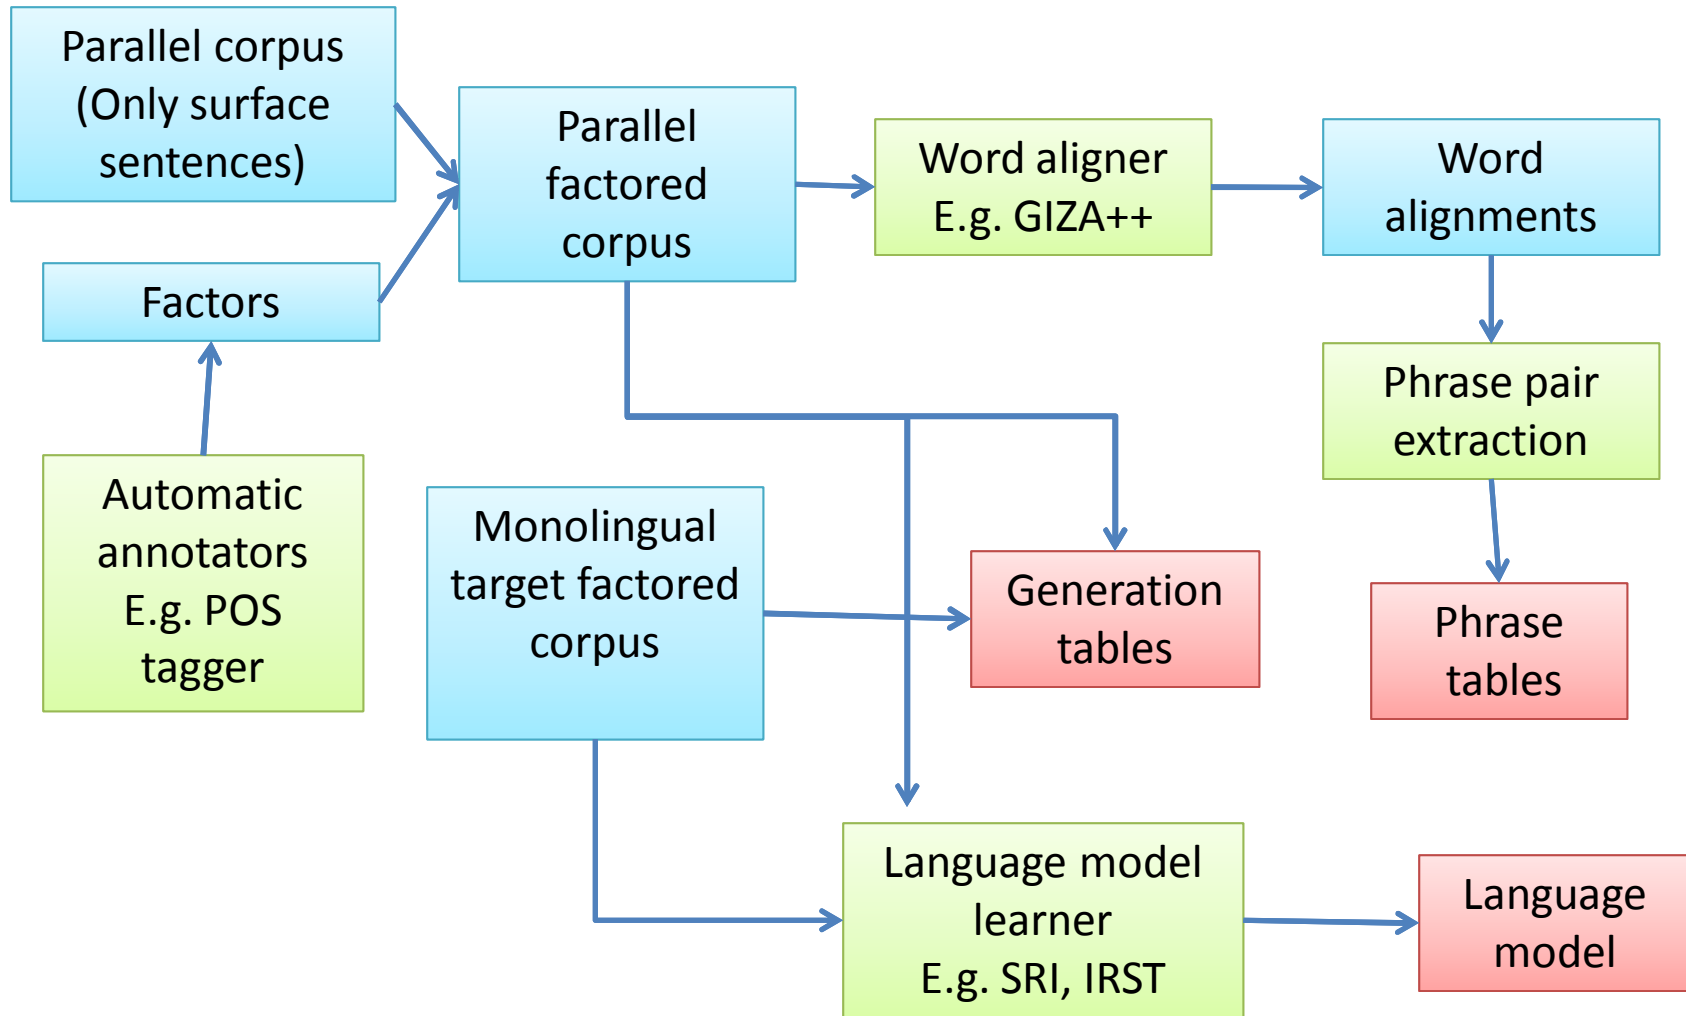 Parallel corpus
(Only surface
sentences)
Parallel
factored
corpus
Word aligner
E.g. GIZA++
Word
alignments
Factors
Phrase pair
extraction
Automatic
annotators
E.g. POS
tagger
Monolingual
target factored
corpus
Generation
tables
Phrase
tables
Language model
learner
E.g. SRI, IRST
Language
model